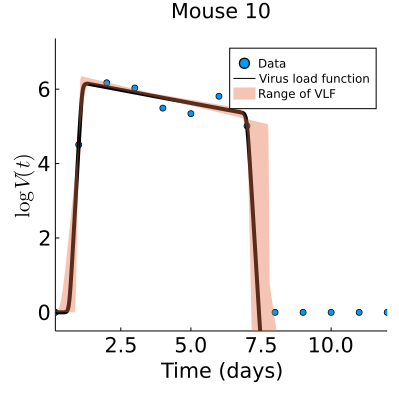 Mouse 10
Data
Virus load function
Range of VLF
log V(t)
6
4
2
0
2.5 5.0 7.5 10.0
Time (days)